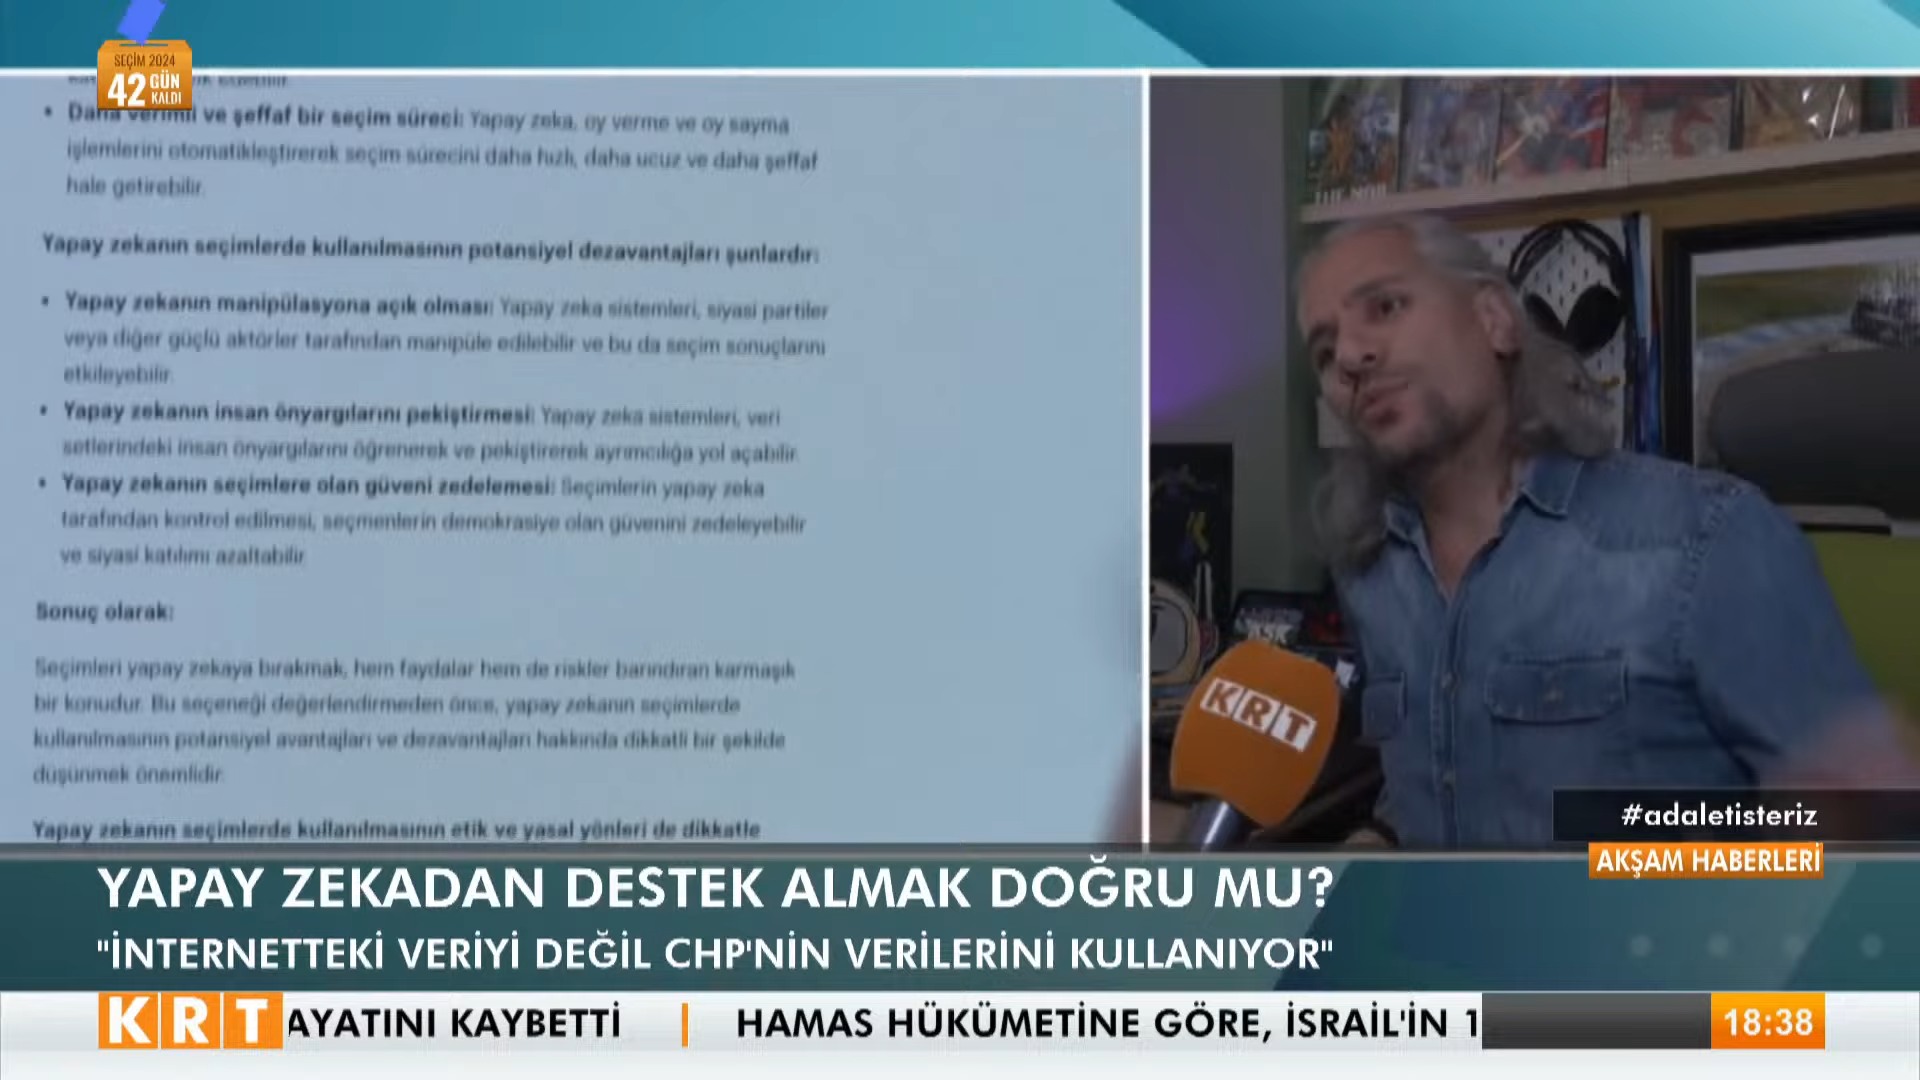 SEÇİM 2024
42 GÜN KALDI
• Daha verimli ve şeffaf bir seçim süreci: Yapay zeka, oy verme ve oy sayma
işlemlerini otomatikleştirerek seçim sürecini daha hızlı, daha ucuz ve daha şeffaf
hale getirebilir.
Yapay zekanın seçimlerde kullanılmasının potansiyel dezavantajları şunlardır:
• Yapay zekanın manipülasyona açık olması: Yapay zeka sistemleri, siyasi partiler
veya diğer güçlü aktörler tarafından manipüle edilebilir ve bu da seçim sonuçlarını
etkileyebilir.
• Yapay zekanın insan önyargılarını pekiştirmesi: Yapay zeka sistemleri, veri
setlerindeki insan önyargılarını öğrenerek ve pekiştirerek ayrımcılığa yol açabilir.
• Yapay zekanın seçimlere olan güveni zedelemesi: Seçimlerin yapay zeka
tarafından kontrol edilmesi, seçmenlerin demokrasiye olan güvenini zedeleyebilir
ve siyasi katılımı azaltabilir.
Sonuç olarak:
Seçimleri yapay zekaya bırakmak, hem faydalar hem de riskler barındıran karmaşık
bir konudur. Bu seçeneği değerlendirmeden önce, yapay zekanın seçimlerde
kullanılmasının potansiyel avantajları ve dezavantajları hakkında dikkatli bir şekilde
düşünmek önemlidir.
Yapay zekanın seçimlerde kullanılmasının etik ve yasal yönleri de dikkatle
KRT
#adaletisteriz
AKŞAM HABERLERİ
YAPAY ZEKADAN DESTEK ALMAK DOĞRU MU?
"İNTERNETTEKİ VERİYİ DEĞİL CHP'NİN VERİLERİNİ KULLANIYOR"
KRT AYATINI KAYBETTİ | HAMAS HÜKÜMETİNE GÖRE, İSRAİL'İN 1
18:38